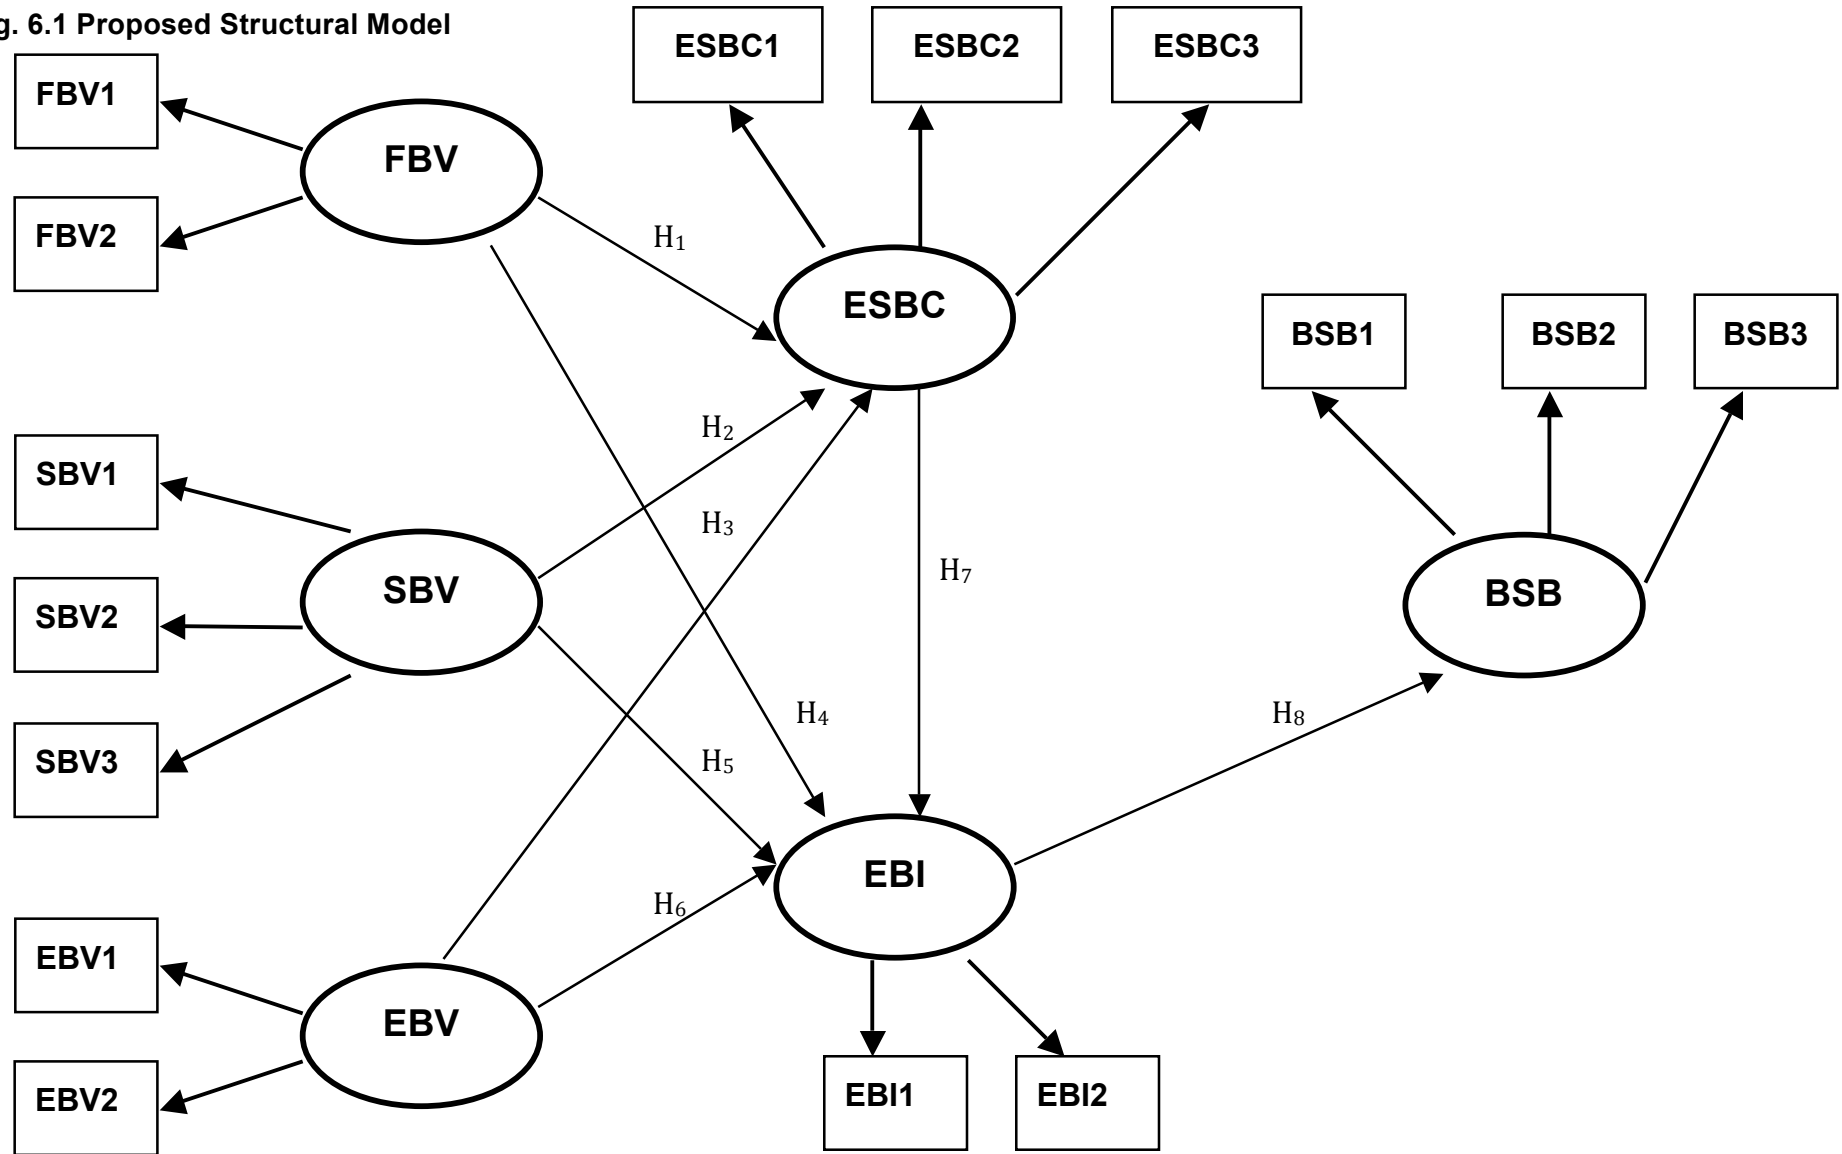 g. 6.1 Proposed Structural Model
ESBC1
ESBC2
ESBC3
FBV1
FBV
FBV2
H1
ESBC
BSB1
BSB2
BSB3
H2
SBV1
H3
H7
SBV
BSB
SBV2
H4
H8
SBV3
H5
EBI
H6
EBV1
EBV
EBV2
EBI1
EBI2